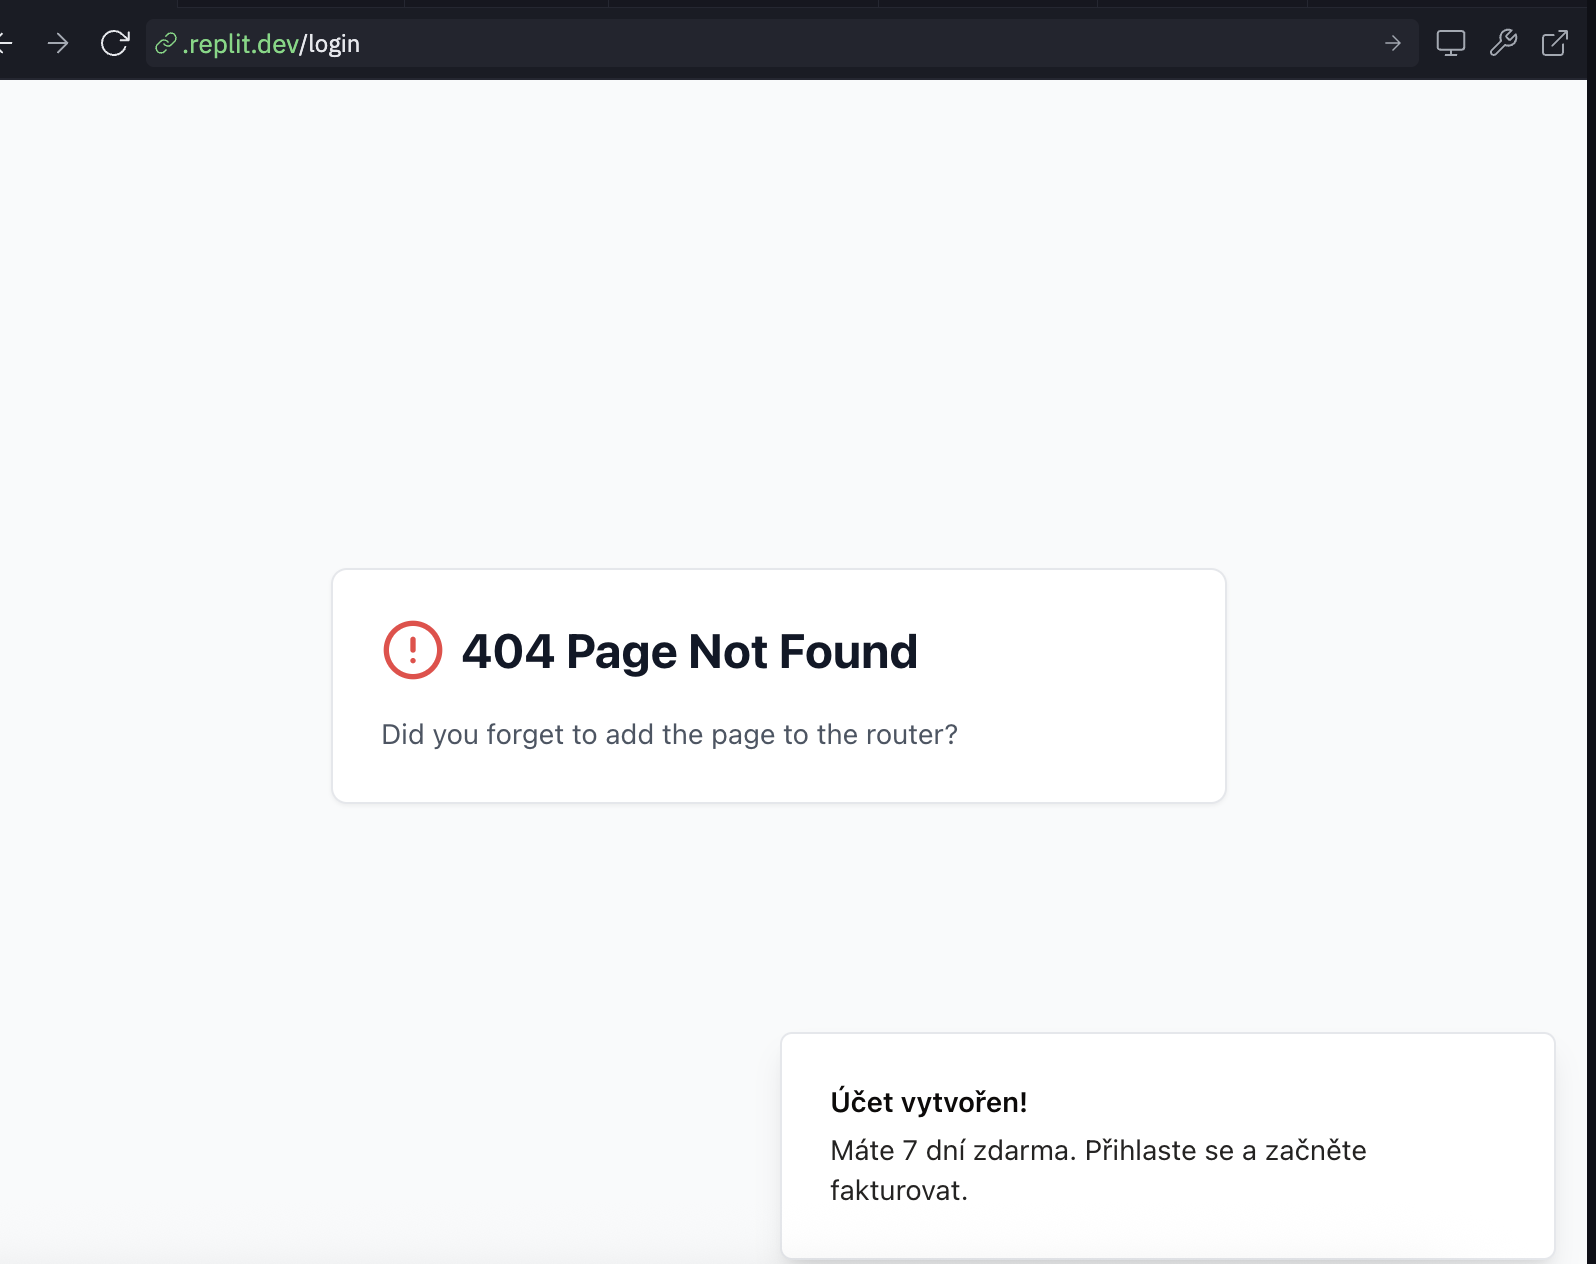 .replit.dev/login
404 Page Not Found
Did you forget to add the page to the router?
Účet vytvořen!
Máte 7 dní zdarma. Přihlaste se a začněte
fakturovat.